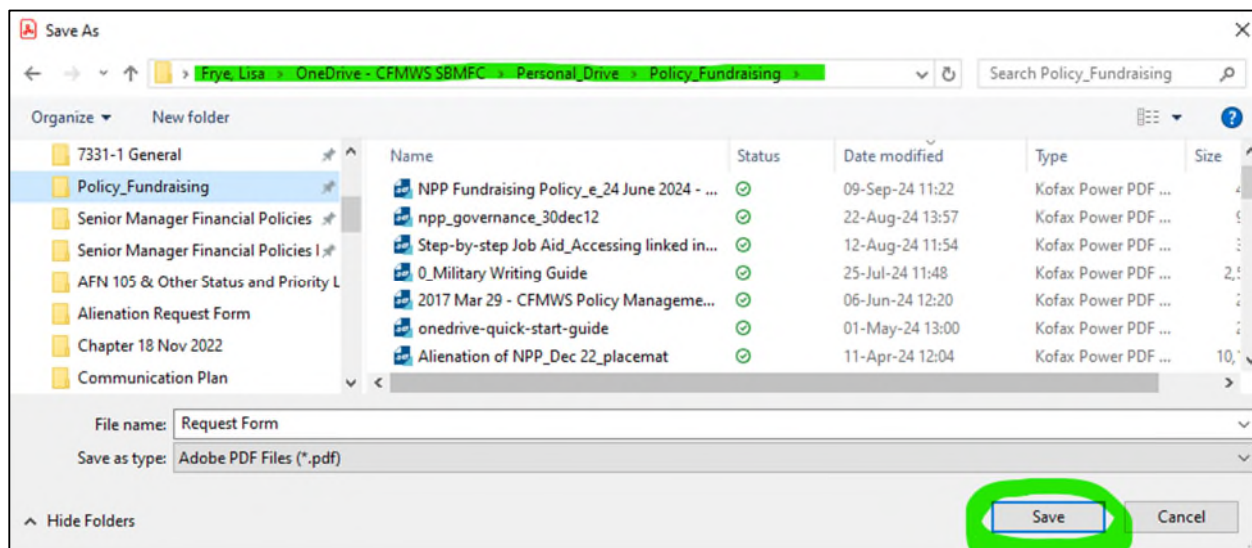 Save As
Frye, Lisa > OneDrive - CFMWS SBMFC > Personal_Drive > Policy_Fundraising >
Search Policy_Fundraising
Organize New folder
7331-1 General
Policy_Fundraising
Senior Manager Financial Policies
Senior Manager Financial Policies
AFN 105 & Other Status and Priority L
Alienation Request Form
Chapter 18 Nov 2022
Communication Plan
Name Status Date modified Type Size
NPP Fundraising Policy_e_24 June 2024 - ... 09-Sep-24 11:22 Kofax Power PDF ...
npp_governance_30dec12 22-Aug-24 13:57 Kofax Power PDF ...
Step-by-step Job Aid_Accessing linked in... 12-Aug-24 11:54 Kofax Power PDF ...
0_Military Writing Guide 25-Jul-24 11:48 Kofax Power PDF ... 2,
2017 Mar 29 - CFMWS Policy Manageme... 06-Jun-24 12:20 Kofax Power PDF ...
onedrive-quick-start-guide 01-May-24 13:00 Kofax Power PDF ...
Alienation of NPP_Dec 22_placemat 11-Apr-24 12:04 Kofax Power PDF ... 10,
File name: Request Form
Save as type: Adobe PDF Files (*.pdf)
Hide Folders
Save Cancel